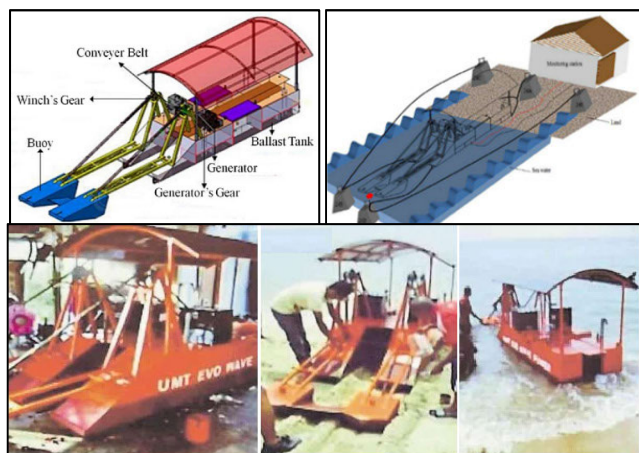 Conveyer Belt
Winch's Gear
Buoy
Ballast Tank
Generator
Generator's Gear
Monitoring station
Land
Sea water
UMT EVO WAVE